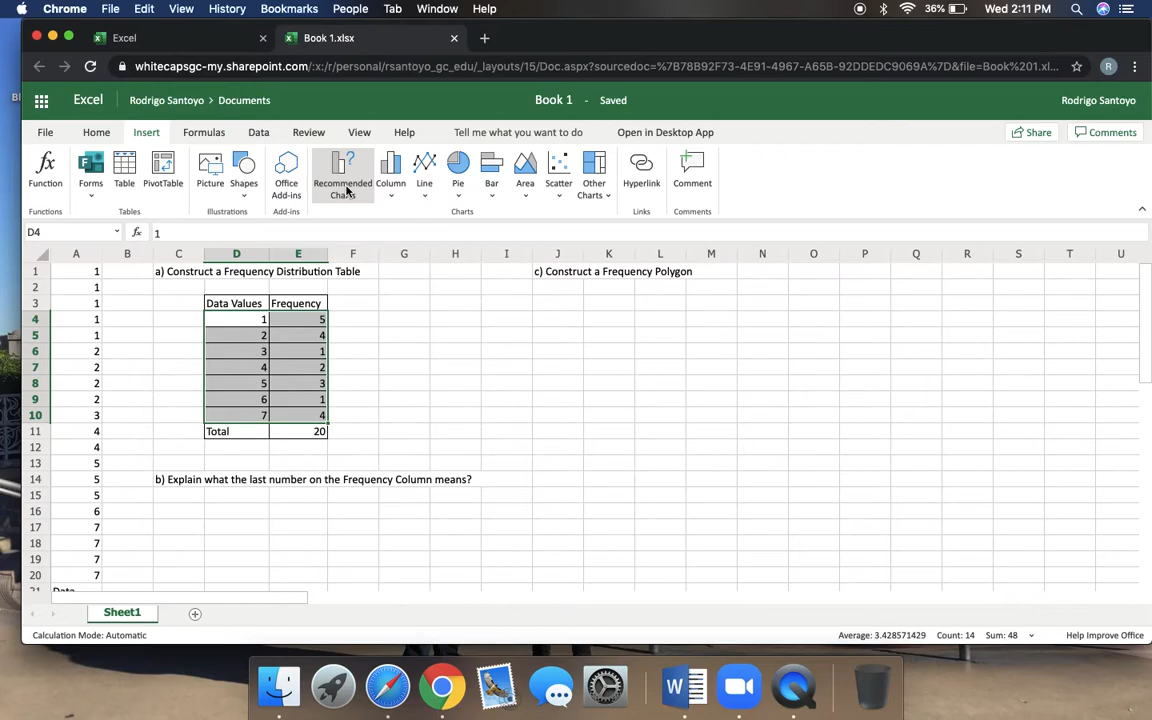 Chrome File Edit View History Bookmarks People Tab Window Help 36% Wed 2:11 PM
Excel Book 1.xlsx
whitecapsgc-my.sharepoint.com/:x:/r/personal/rsantoyo_gc_edu/_layouts/15/Doc.aspx?sourcedoc=%7B78B92F73-4E91-4967-A65B-92DDEDC9069A%7D&file=Book%201.xl... R
Excel Rodrigo Santoyo > Documents Book 1 - Saved Rodrigo Santoyo
File Home Insert Formulas Data Review View Help Tell me what you want to do Open in Desktop App Share Comments
Function Forms Table PivotTable Picture Shapes Office Add-ins Recommended Charts Column Line Pie Bar Area Scatter Other Charts Hyperlink Comment
Functions Tables Illustrations Add-ins Charts Links Comments
D4 fx 1
A B C D E F G H I J K L M N O P Q R S T U
1 1 a) Construct a Frequency Distribution Table c) Construct a Frequency Polygon
2 1
3 1 Data Values Frequency
4 1 1 5
5 1 2 4
6 2 3 1
7 2 4 2
8 2 5 3
9 2 6 1
10 3 7 4
11 4 Total 20
12 4
13 5
14 5 b) Explain what the last number on the Frequency Column means?
15 5
16 6
17 7
18 7
19 7
20 7
21 Data
Sheet1
Calculation Mode: Automatic Average: 3.428571429 Count: 14 Sum: 48 Help Improve Office
W